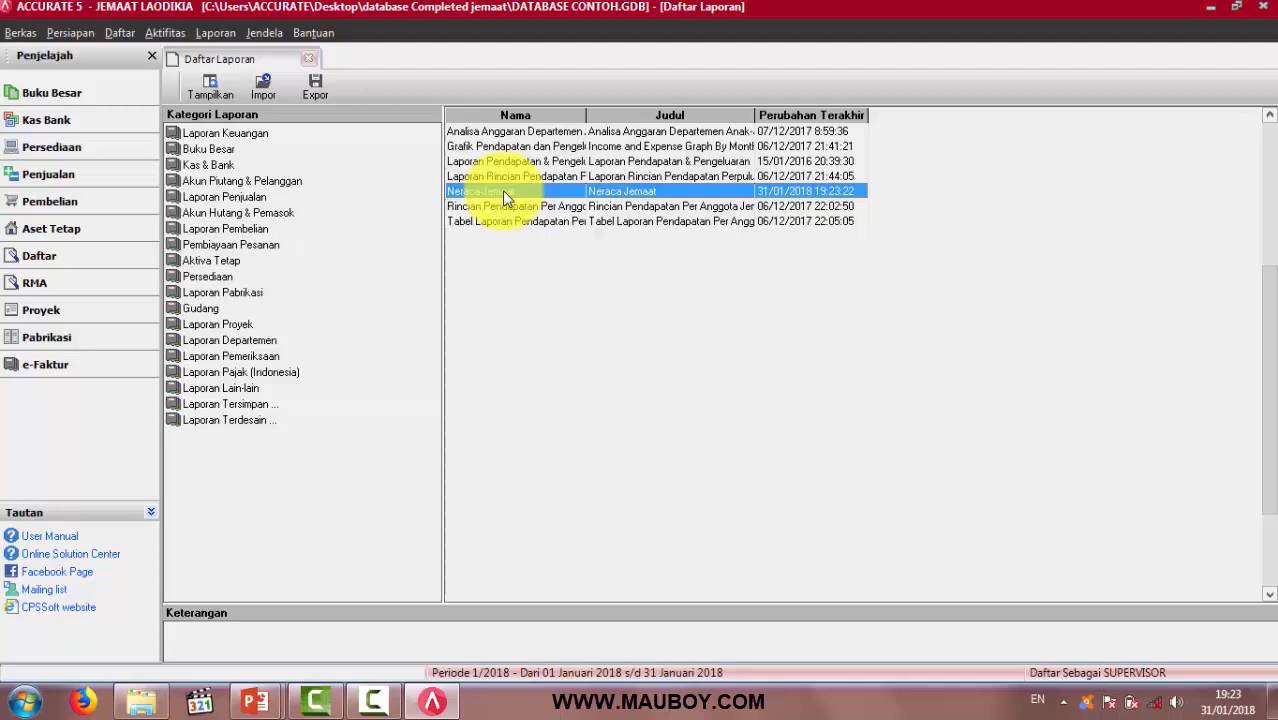 ACCURATE 5 - JEMAAT LAODIKIA [C:\Users\ACCURATE\Desktop\database Completed jemaat\DATABASE CONTOH.GDB] - [Daftar Laporan]
Berkas Persiapan Daftar Aktifitas Laporan Jendela Bantuan
Penjelajah
Daftar Laporan
Tampilkan Impor Expor
Buku Besar
Kas Bank
Persediaan
Penjualan
Pembelian
Aset Tetap
Daftar
RMA
Proyek
Pabrikasi
e-Faktur
Tautan
User Manual
Online Solution Center
Facebook Page
Mailing list
CPSSoft website
Kategori Laporan
Laporan Keuangan
Buku Besar
Kas & Bank
Akun Piutang & Pelanggan
Laporan Penjualan
Akun Hutang & Pemasok
Laporan Pembelian
Pembiayaan Pesanan
Aktiva Tetap
Persediaan
Laporan Pabrikasi
Gudang
Laporan Proyek
Laporan Departemen
Laporan Pemeriksaan
Laporan Pajak (Indonesia)
Laporan Lain-lain
Laporan Tersimpan ...
Laporan Terdesain ...
Nama Judul Perubahan Terakhir
Analisa Anggaran Departemen Analisa Anggaran Departemen Anak- 07/12/2017 8:59:36
Grafik Pendapatan dan Pengel Income and Expense Graph By Mont 06/12/2017 21:41:21
Laporan Pendapatan & Pengel Laporan Pendapatan & Pengeluaran 15/01/2016 20:39:30
Laporan Rincian Pendapatan Laporan Rincian Pendapatan Perpul 06/12/2017 21:44:05
Neraca Jemaat Neraca Jemaat 31/01/2018 19:23:22
Rincian Pendapatan Per Anggo Rincian Pendapatan Per Anggota Jer 06/12/2017 22:02:50
Tabel Laporan Pendapatan Per Tabel Laporan Pendapatan Per Angg 06/12/2017 22:05:05
Keterangan
Periode 1/2018 - Dari 01 Januari 2018 s/d 31 Januari 2018
Daftar Sebagai SUPERVISOR
321
WWW.MAUBOY.COM
EN
19:23
31/01/2018